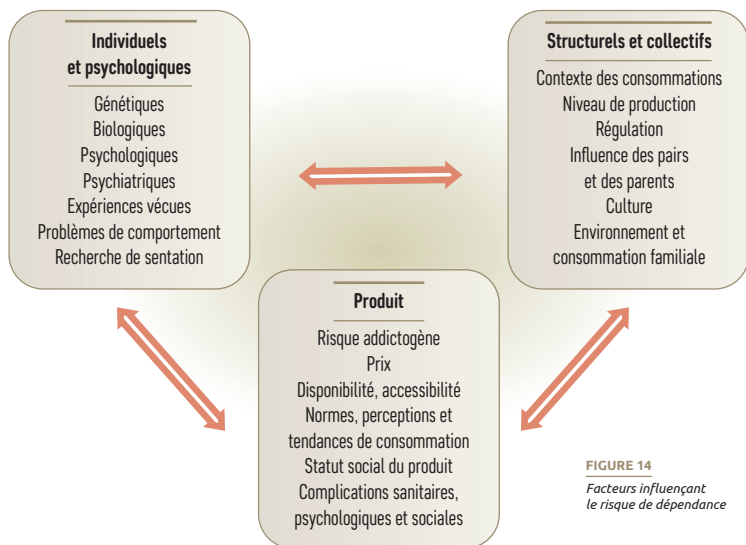 Individuels
et psychologiques
Génétiques
Biologiques
Psychologiques
Psychiatriques
Expériences vécues
Problèmes de comportement
Recherche de sentation
Structurels et collectifs
Contexte des consommations
Niveau de production
Régulation
Influence des pairs
et des parents
Culture
Environnement et
consommation familiale
Produit
Risque addictogène
Prix
Disponibilité, accessibilité
Normes, perceptions et
tendances de consommation
Statut social du produit
Complications sanitaires,
psychologiques et sociales
FIGURE 14
Facteurs influençant
le risque de dépendance